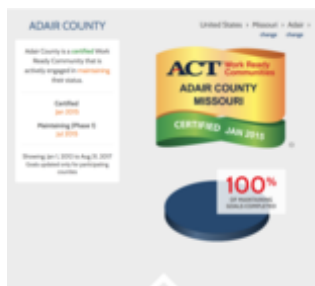 ADAIR COUNTY
United States › Missouri › Adair ›
change change
Adair County is a certified Work
Ready Community that is
actively engaged in maintaining
their status.
Certified
Jan 2015
Maintaining (Phase 1)
Jul 2015
Showing Jan 1, 2012 to Aug 31, 2017
Goals updated only for participating
counties
ACT Work Ready
Communities
ADAIR COUNTY
MISSOURI
CERTIFIED JAN 2015
100%
OF MAINTAINING
GOALS COMPLETED